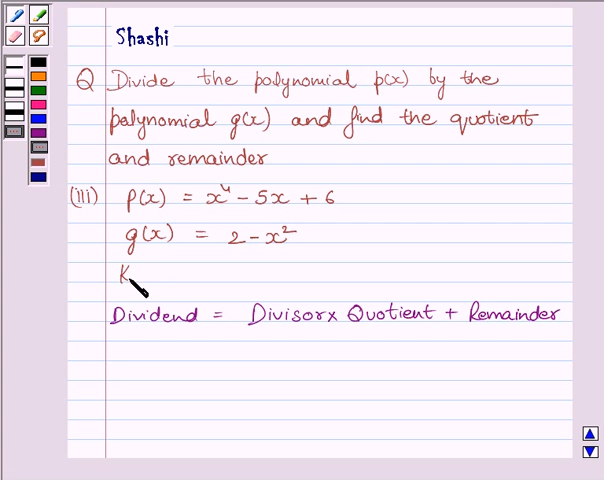 Shashi
Q Divide the polynomial p(x) by the
polynomial g(x) and find the quotient
and remainder
(iii) p(x) = x⁴ - 5x + 6
g(x) = 2 - x²
K
Dividend = Divisor x Quotient + Remainder